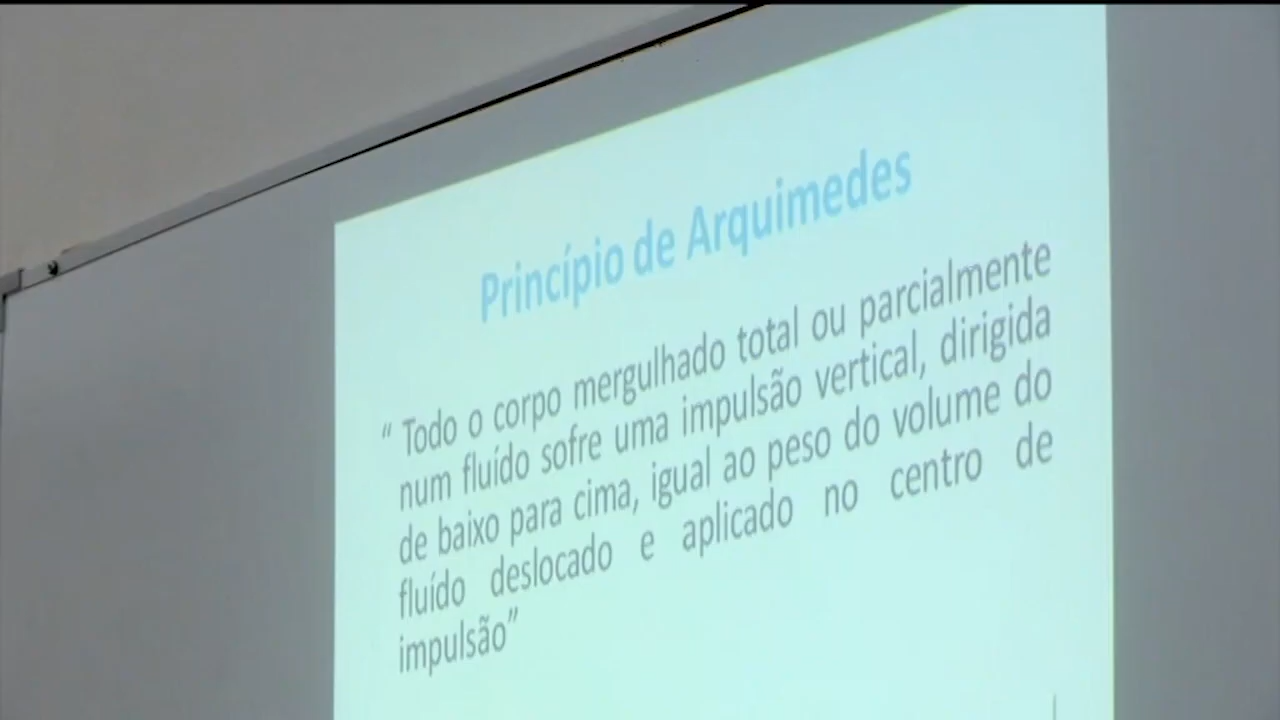 Princípio de Arquimedes
“ Todo o corpo mergulhado total ou parcialmente
num fluído sofre uma impulsão vertical, dirigida
de baixo para cima, igual ao peso do volume do
fluído deslocado e aplicado no centro de
impulsão”